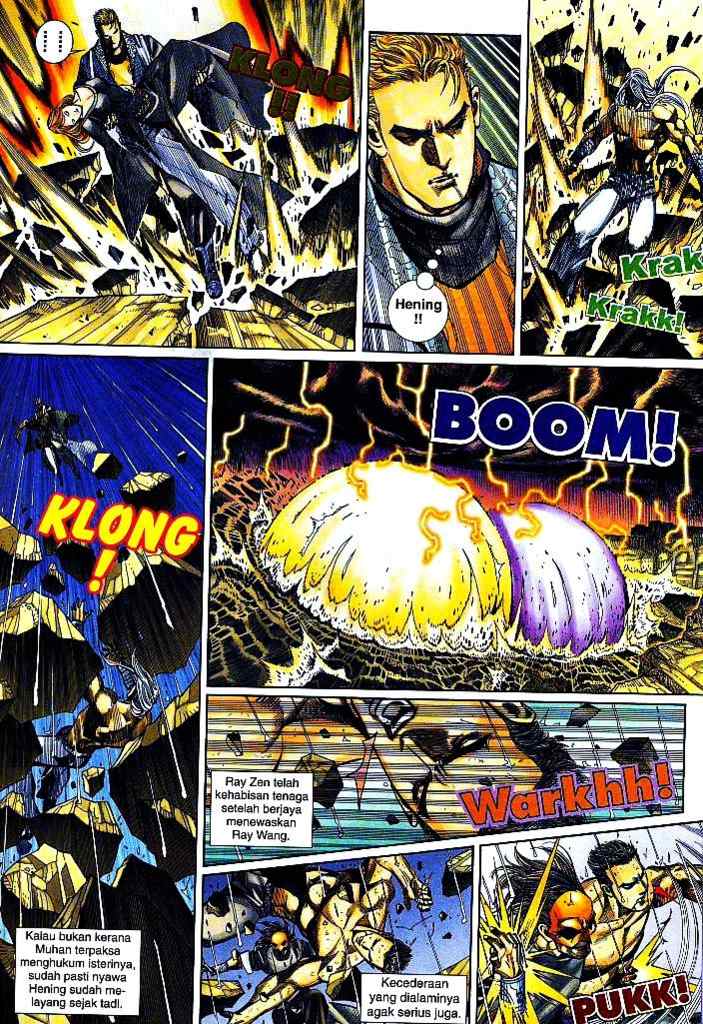 !! !!
KLONG
!!
Hening
!!
Krak
Krakk!
KLONG
!
BOOM!
Ray Zen telah
kehabisan tenaga
setelah berjaya
menewaskan
Ray Wang.
Warkhh!
Kalau bukan kerana
Muhan terpaksa
menghukum isterinya,
sudah pasti nyawa
Hening sudah me-
layang sejak tadi.
Kecederaan
yang dialaminya
agak serius juga.
PUKK!